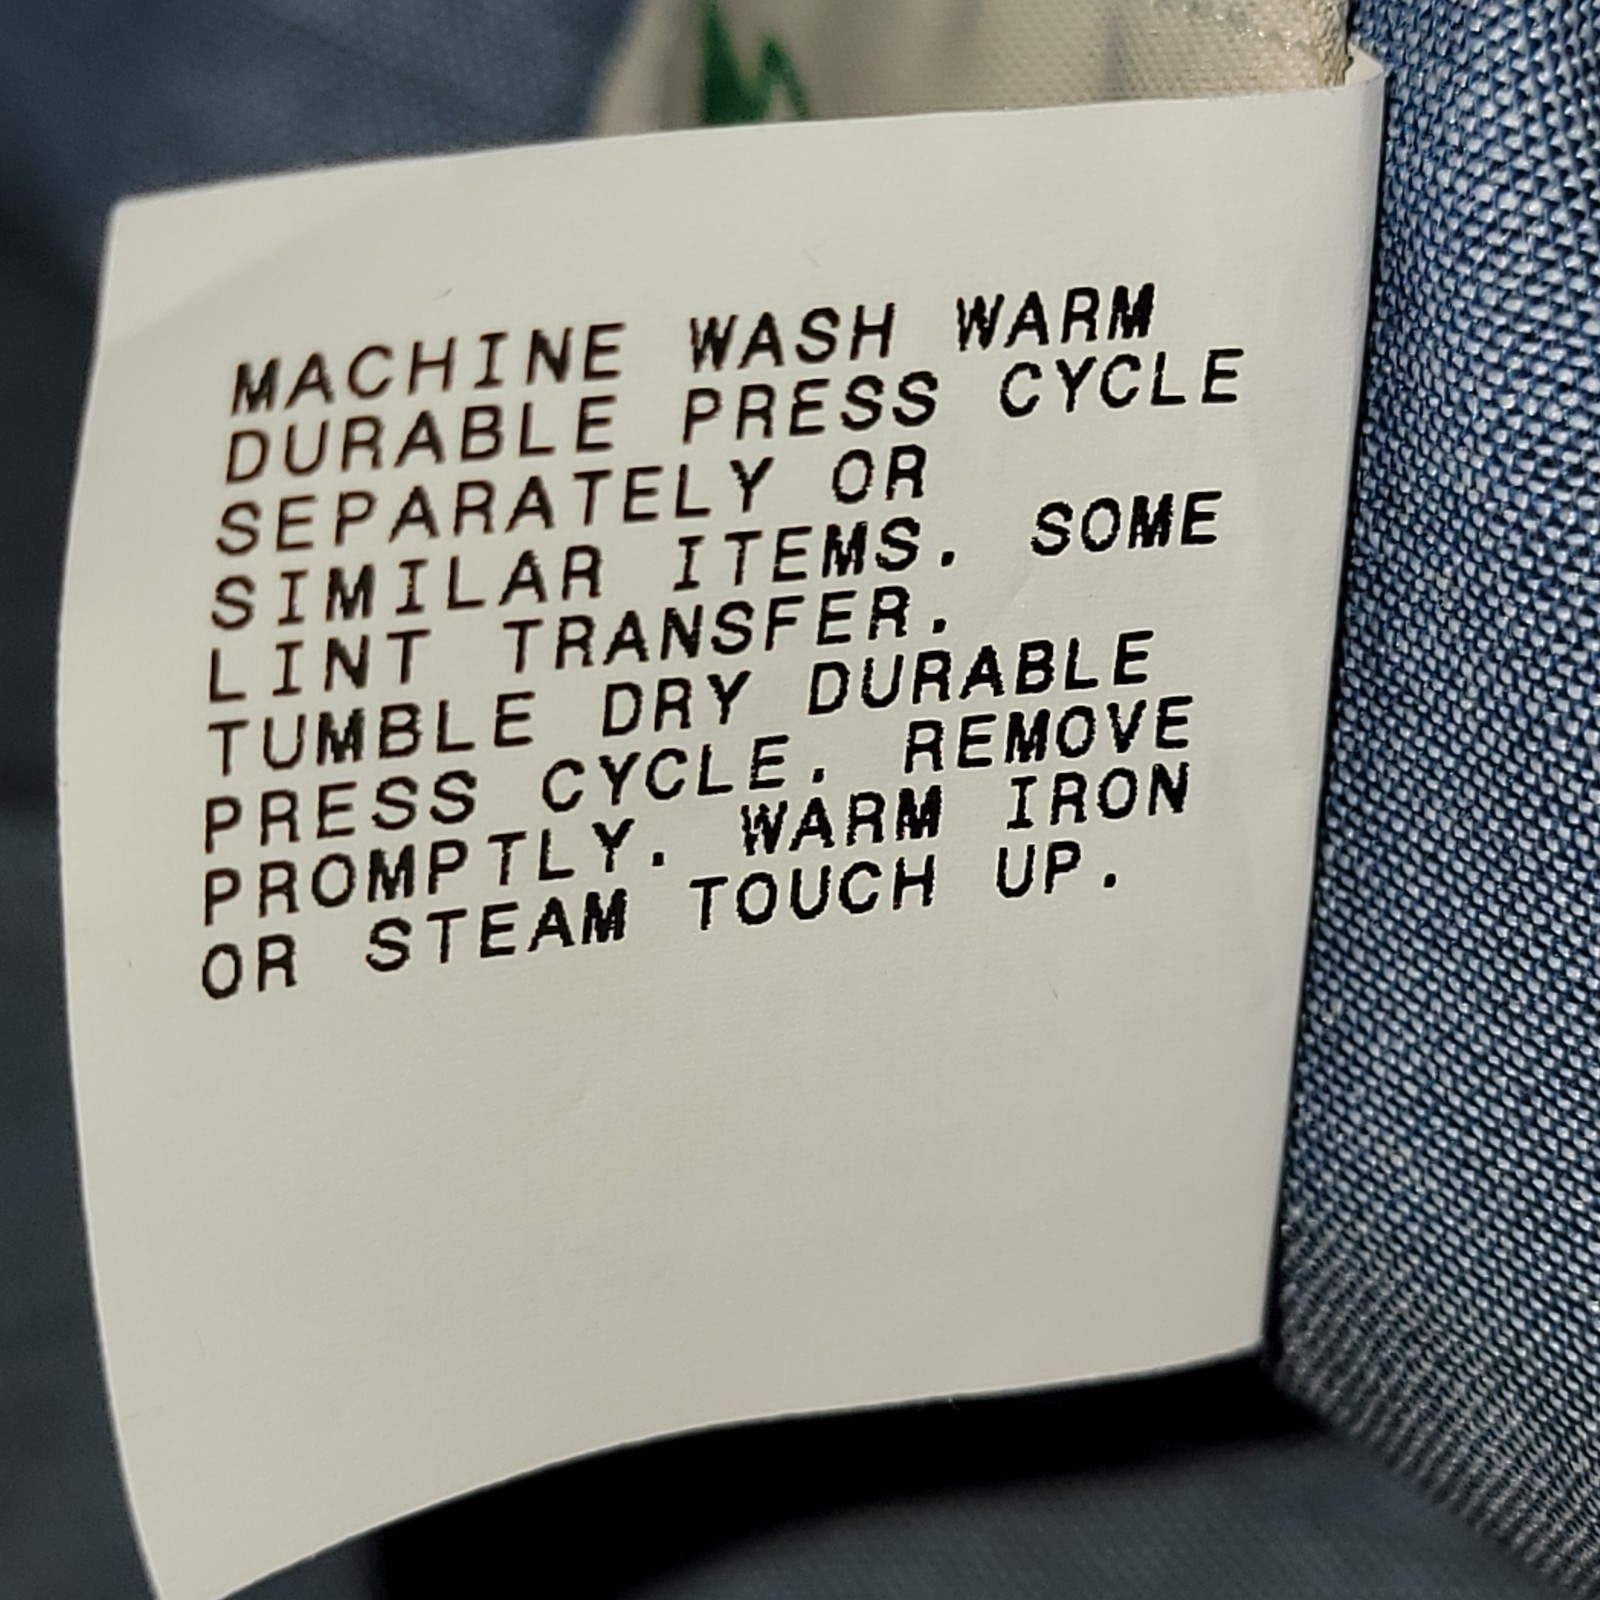 MACHINE WASH WARM
DURABLE PRESS CYCLE
SEPARATELY OR
SIMILAR ITEMS. SOME
LINT TRANSFER.
TUMBLE DRY DURABLE
PRESS CYCLE. REMOVE
PROMPTLY. WARM IRON
OR STEAM TOUCH UP.